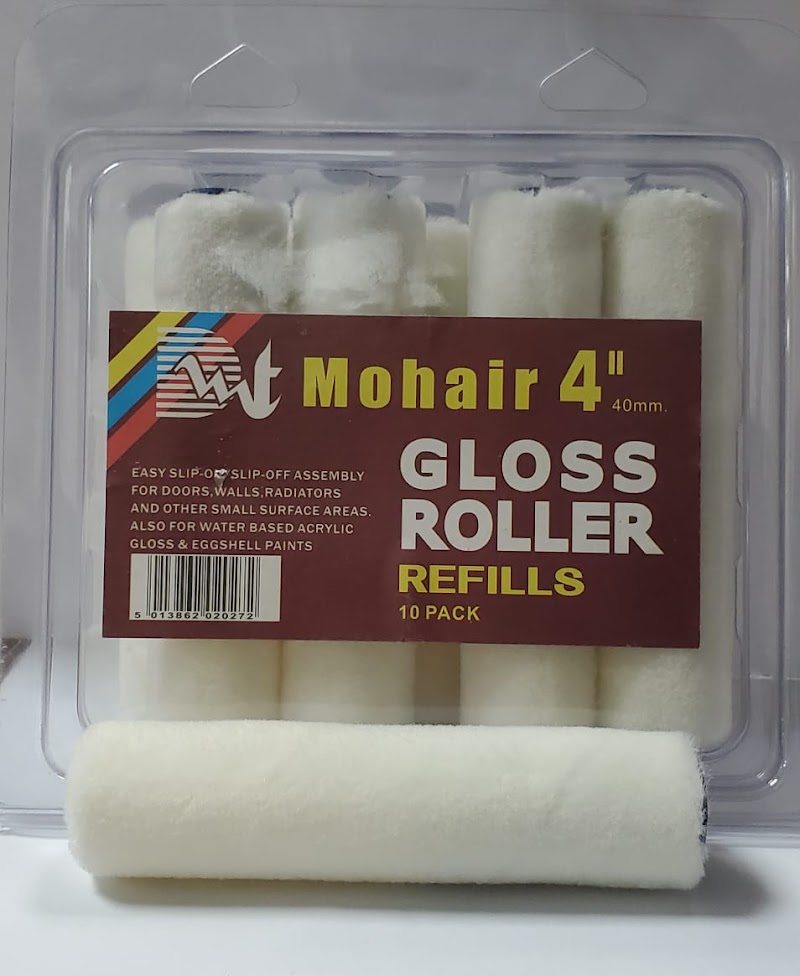 Dwt Mohair 4"
40mm.
GLOSS
ROLLER
REFILLS
10 PACK
EASY SLIP-ON/SLIP-OFF ASSEMBLY
FOR DOORS,WALLS,RADIATORS
AND OTHER SMALL SURFACE AREAS.
ALSO FOR WATER BASED ACRYLIC
GLOSS & EGGSHELL PAINTS
5 013862 020272